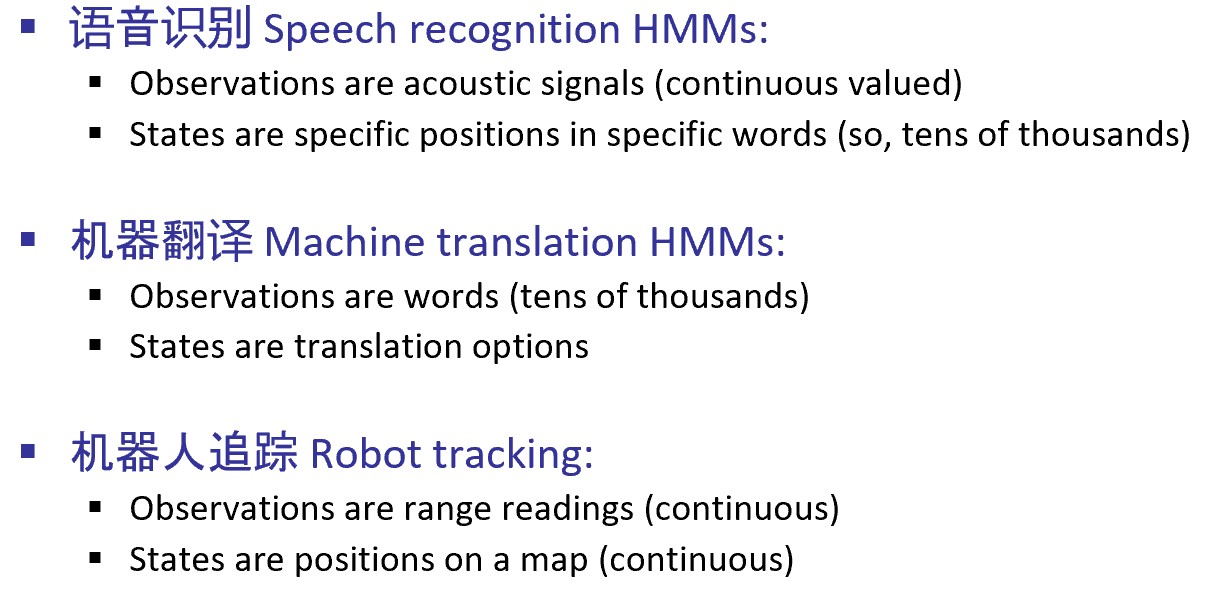 ▪ 语音识别 Speech recognition HMMs:
▪ Observations are acoustic signals (continuous valued)
▪ States are specific positions in specific words (so, tens of thousands)
▪ 机器翻译 Machine translation HMMs:
▪ Observations are words (tens of thousands)
▪ States are translation options
▪ 机器人追踪 Robot tracking:
▪ Observations are range readings (continuous)
▪ States are positions on a map (continuous)